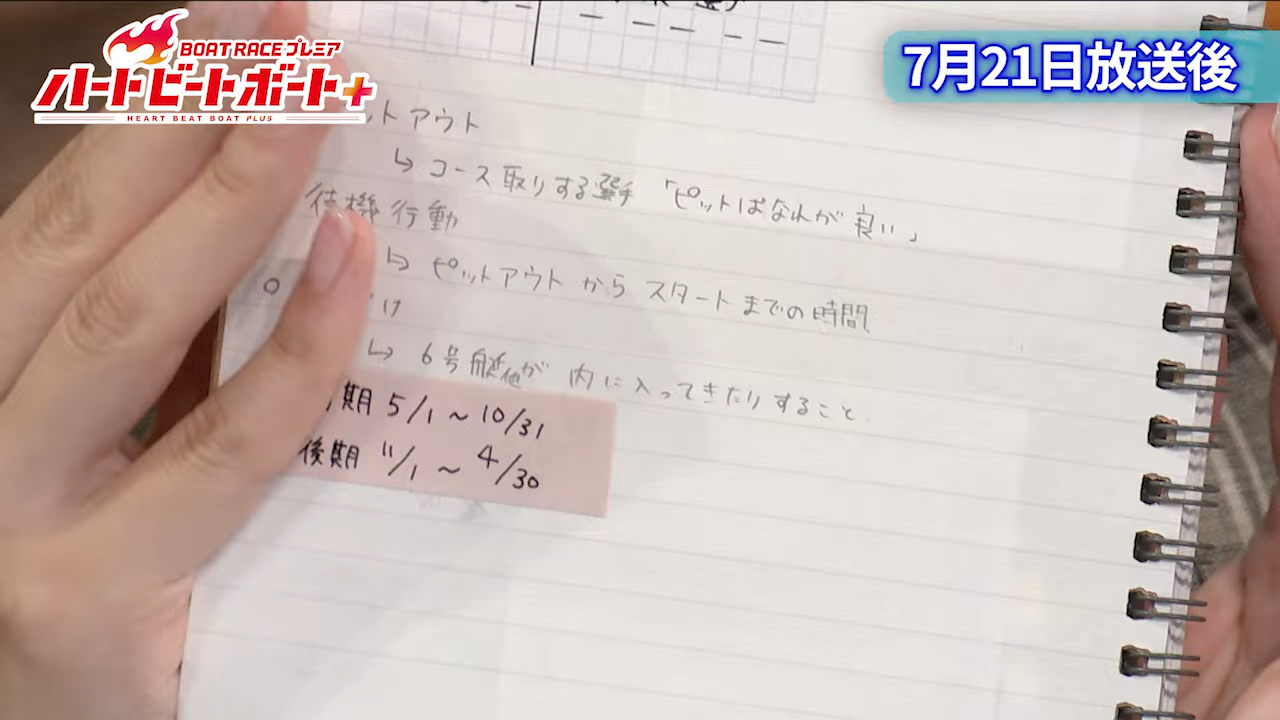 BOAT RACEプレミア
ハートビートボート+
HEART BEAT BOAT PLUS
7月21日放送後
ットアウト
↳ コース取りする選手「ピットはなれが良い」
待機行動
↳ ピットアウトからスタートまでの時間
○
↳ 6号艇他が内に入ってきたりすること.
期 5/1 ~ 10/31
後期 11/1 ~ 4/30